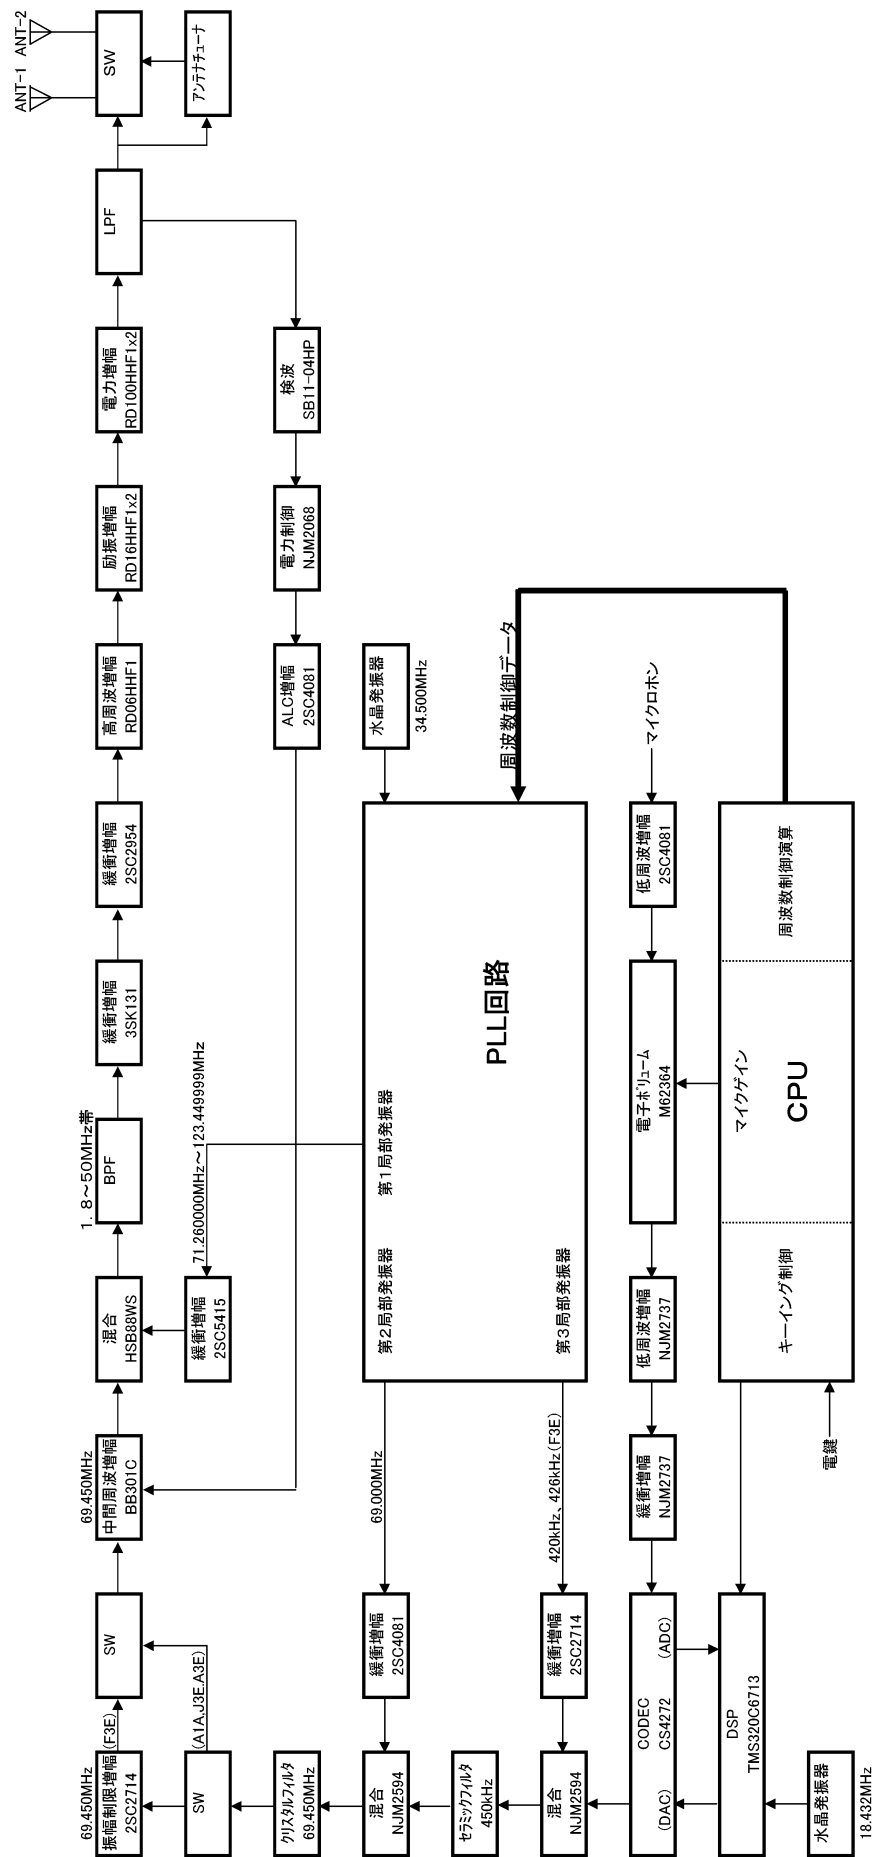 69.450MHz
振幅制限増幅
2SC2714
(F3E)
SW
69.450MHz
中間周波増幅
BB301C
混合
HSB88WS
1．8～50MHz帯
BPF
緩衝増幅
3SK131
緩衝増幅
2SC2954
高周波増幅
RD06HHF1
励振増幅
RD16HHF1x2
電力増幅
RD100HHF1x2
LPF
SW
ANT-1
ANT-2
SW
(A1A,J3E,A3E)
緩衝増幅
2SC5415
71.260000MHz～123.449999MHz
アンテナチューナ
クリスタルフィルタ
69.450MHz
ALC増幅
2SC4081
電力制御
NJM2068
検波
SB11-04HP
混合
NJM2594
緩衝増幅
2SC4081
69.000MHz
第2局部発振器
第1局部発振器
水晶発振器
34.500MHz
セラミックフィルタ
450kHz
PLL回路
周波数制御データ
混合
NJM2594
緩衝増幅
2SC2714
420kHz、426kHz(F3E)
第3局部発振器
CODEC
CS4272
(DAC)
(ADC)
緩衝増幅
NJM2737
低周波増幅
NJM2737
電子ボリューム
M62364
低周波増幅
2SC4081
マイクロホン
DSP
TMS320C6713
キーイング制御
マイクゲイン
CPU
周波数制御演算
水晶発振器
18.432MHz
電鍵